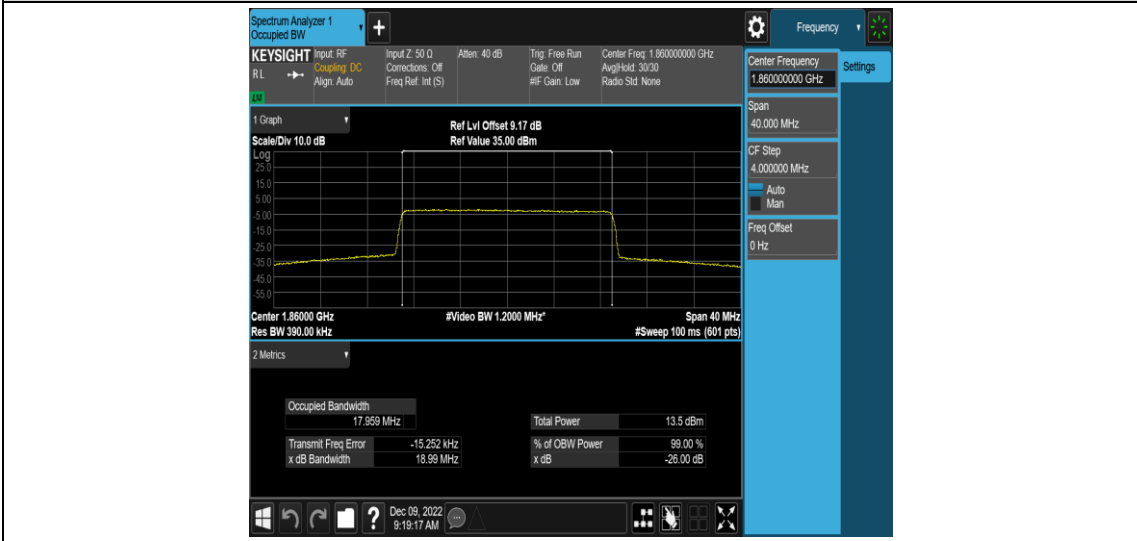 Spectrum Analyzer 1
Occupied BW
+
Frequency
KEYSIGHT
RL
Input: RF
Coupling: DC
Align: Auto
Input Z: 50 Ω
Corrections: Off
Freq Ref: Int (S)
Atten: 40 dB
Trig: Free Run
Gate: Off
#IF Gain: Low
Center Freq: 1.860000000 GHz
Avg|Hold: 30/30
Radio Std: None
Center Frequency
1.860000000 GHz
Settings
Span
40.000 MHz
CF Step
4.000000 MHz
Auto
Man
Freq Offset
0 Hz
1 Graph
Scale/Div 10.0 dB
Ref Lvl Offset 9.17 dB
Ref Value 35.00 dBm
Log
25.0
15.0
5.00
-5.00
-15.0
-25.0
-35.0
-45.0
-55.0
Center 1.86000 GHz
#Video BW 1.2000 MHz*
Span 40 MHz
Res BW 390.00 kHz
#Sweep 100 ms (601 pts)
2 Metrics
Occupied Bandwidth
17.959 MHz
Total Power 13.5 dBm
Transmit Freq Error -15.252 kHz
% of OBW Power 99.00 %
x dB Bandwidth 18.99 MHz
x dB -26.00 dB
?
Dec 09, 2022
9:19:17 AM